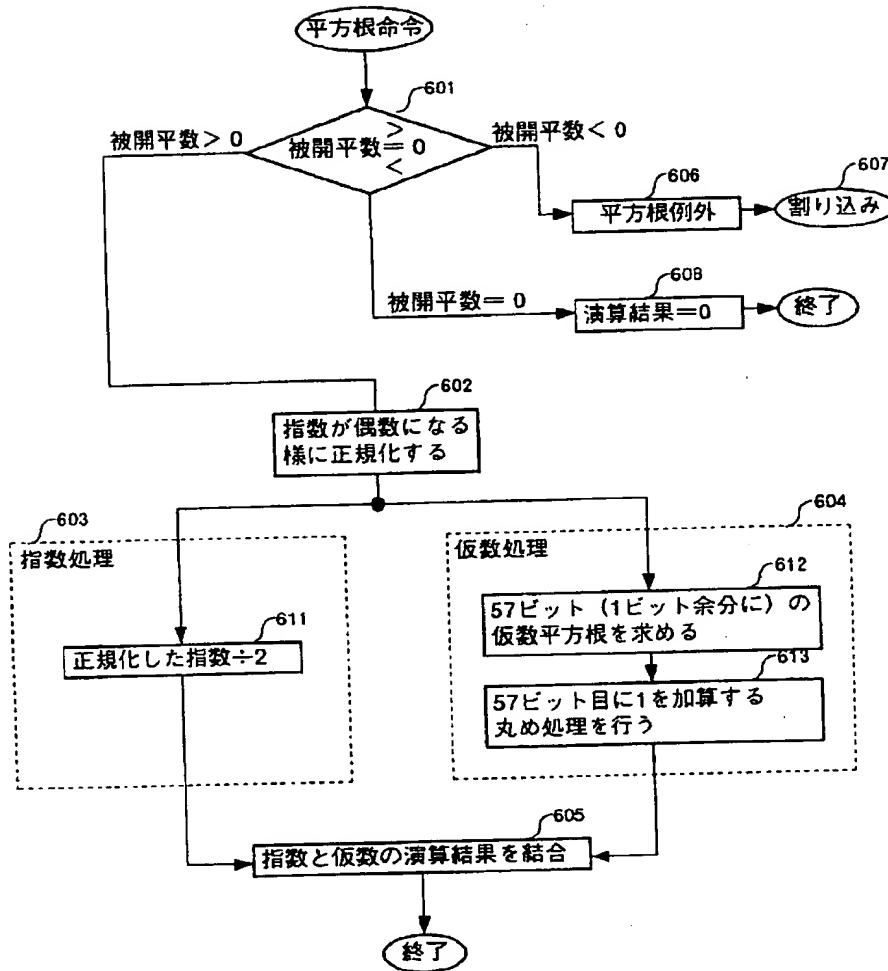 平方根命令
601
被開平数>0
>
被開平数=0
<
被開平数<0
606
平方根例外
607
割り込み
被開平数=0
608
演算結果=0
終了
602
指数が偶数になる
様に正規化する
603
指数処理
611
正規化した指数÷2
604
仮数処理
612
57ビット(1ビット余分に)の
仮数平方根を求める
613
57ビット目に1を加算する
丸め処理を行う
605
指数と仮数の演算結果を結合
終了